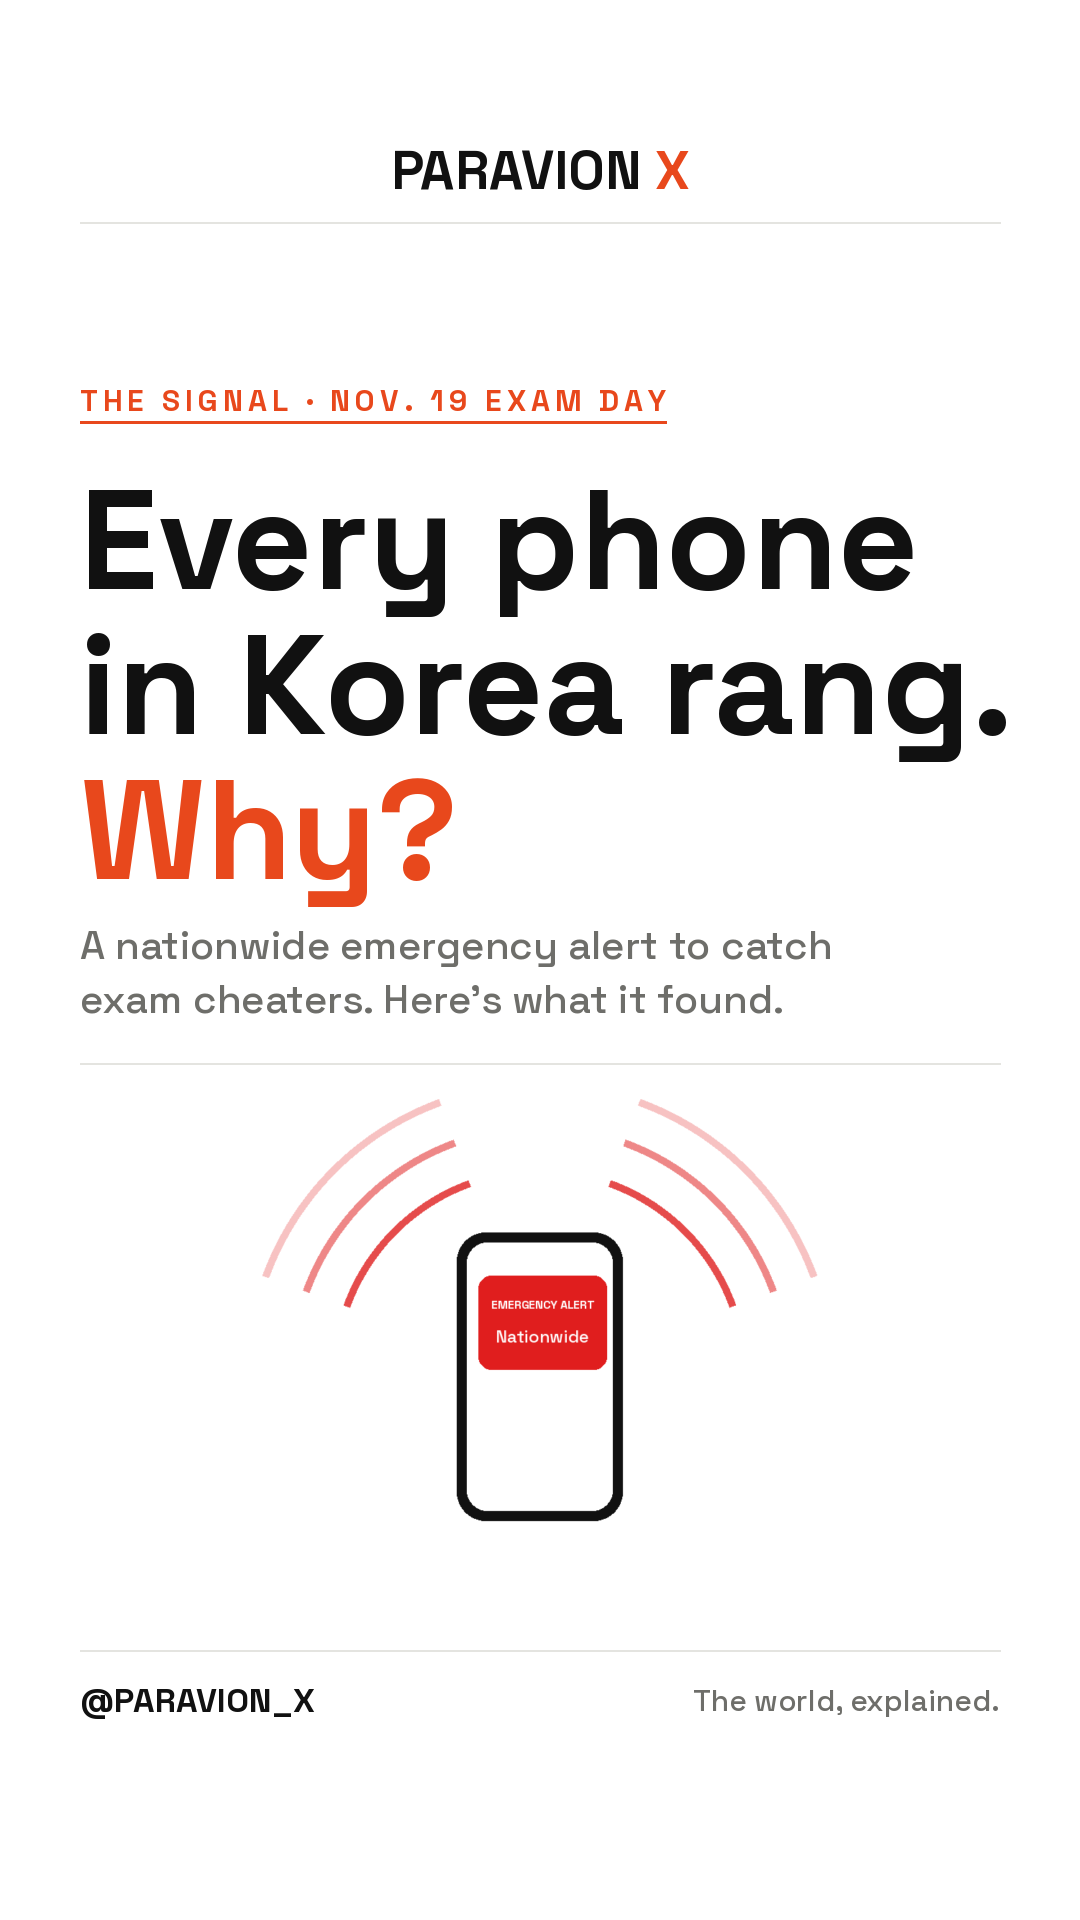 PARAVION X
THE SIGNAL · NOV. 19 EXAM DAY
Every phone
in Korea rang.
Why?
A nationwide emergency alert to catch
exam cheaters. Here’s what it found.
EMERGENCY ALERT
Nationwide
@PARAVION_X
The world, explained.